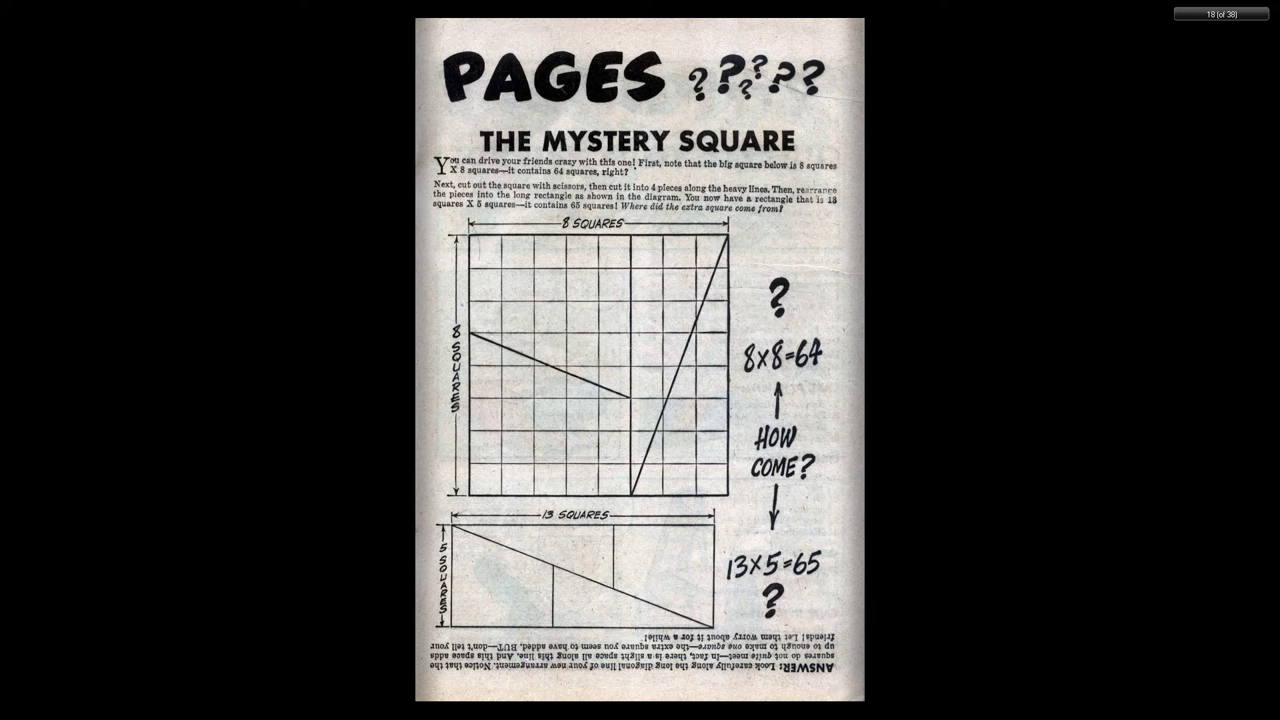 18 (of 38)
PAGES ? ? ? ? ? ?
THE MYSTERY SQUARE
You can drive your friends crazy with this one! First, note that the big square below is 8 squares
X 8 squares—it contains 64 squares, right?
Next, cut out the square with scissors, then cut it into 4 pieces along the heavy lines. Then, rearrange
the pieces into the long rectangle as shown in the diagram. You now have a rectangle that is 13
squares X 5 squares—it contains 65 squares! Where did the extra square come from?
8 SQUARES
8 SQUARES
?
8X8=64
HOW
COME?
13 SQUARES
5 SQUARES
13X5=65
?
ANSWER: Look carefully along the long diagonal line of your new arrangement. Notice that the
squares do not quite meet—in fact, there is a slight space all along this line. And this space adds
up to enough to make one square—the extra square you seem to have added, BUT—don't tell your
friends! Let them worry about it for a while!